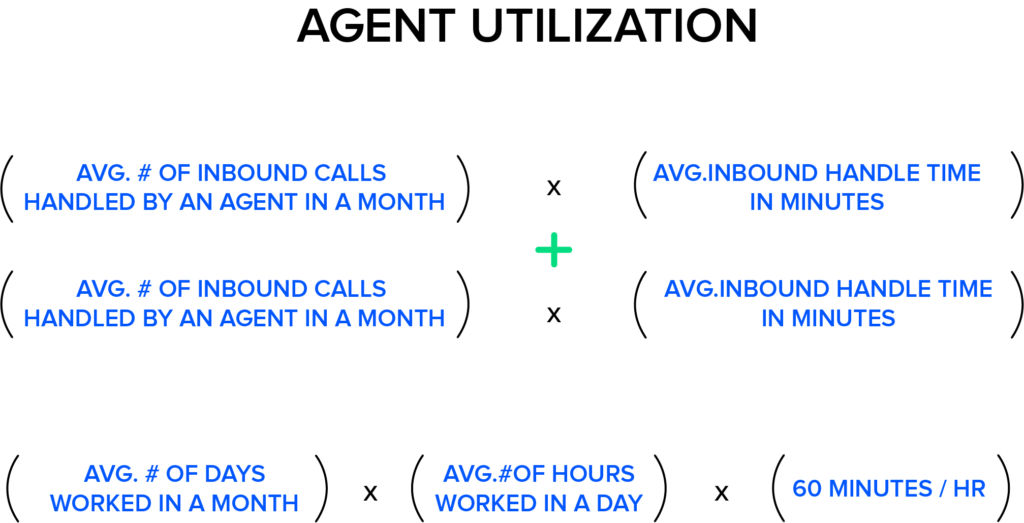 AGENT UTILIZATION
( AVG. # OF INBOUND CALLS HANDLED BY AN AGENT IN A MONTH ) x ( AVG.INBOUND HANDLE TIME IN MINUTES )
+
( AVG. # OF INBOUND CALLS HANDLED BY AN AGENT IN A MONTH ) x ( AVG.INBOUND HANDLE TIME IN MINUTES )
( AVG. # OF DAYS WORKED IN A MONTH ) x ( AVG.#OF HOURS WORKED IN A DAY ) x ( 60 MINUTES / HR )